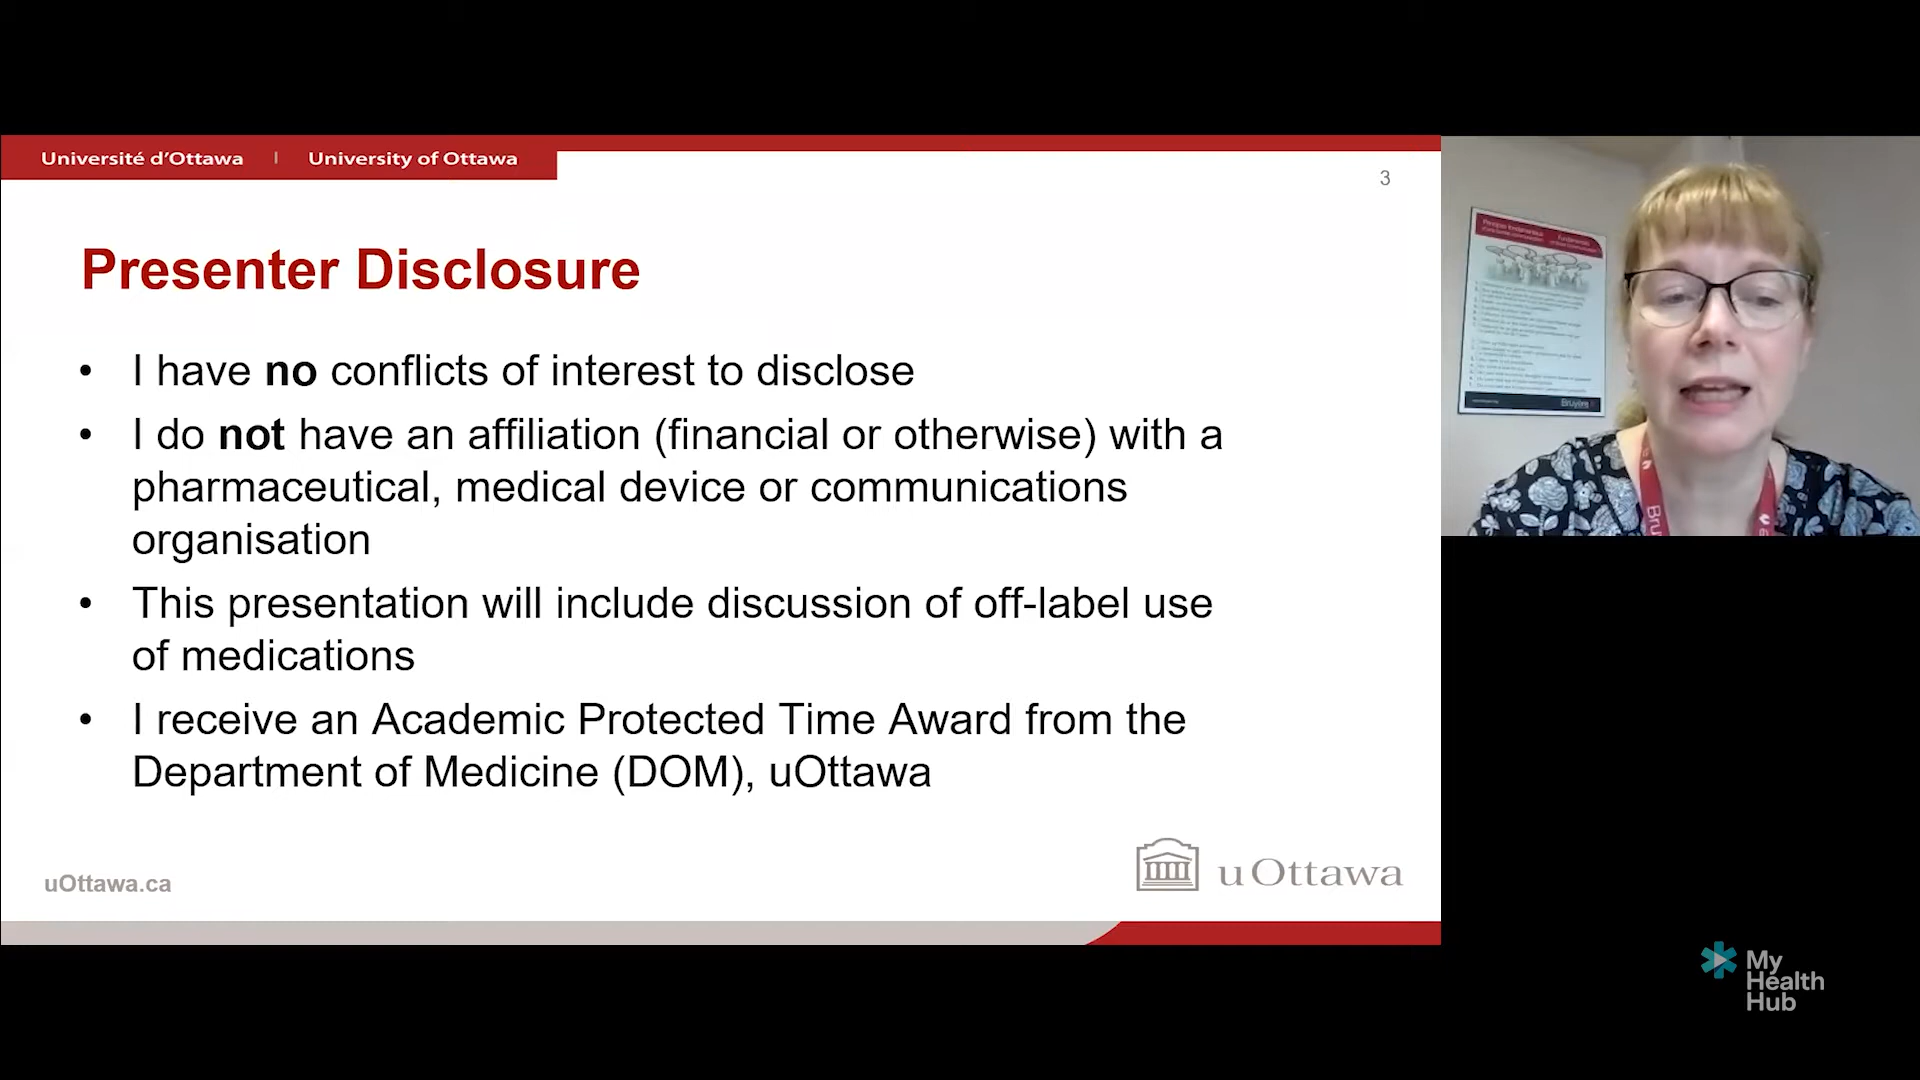 Université d'Ottawa | University of Ottawa
3
Presenter Disclosure
• I have no conflicts of interest to disclose
• I do not have an affiliation (financial or otherwise) with a
pharmaceutical, medical device or communications
organisation
• This presentation will include discussion of off-label use
of medications
• I receive an Academic Protected Time Award from the
Department of Medicine (DOM), uOttawa
uOttawa.ca
uOttawa
Bruyère
Bru
My
Health
Hub